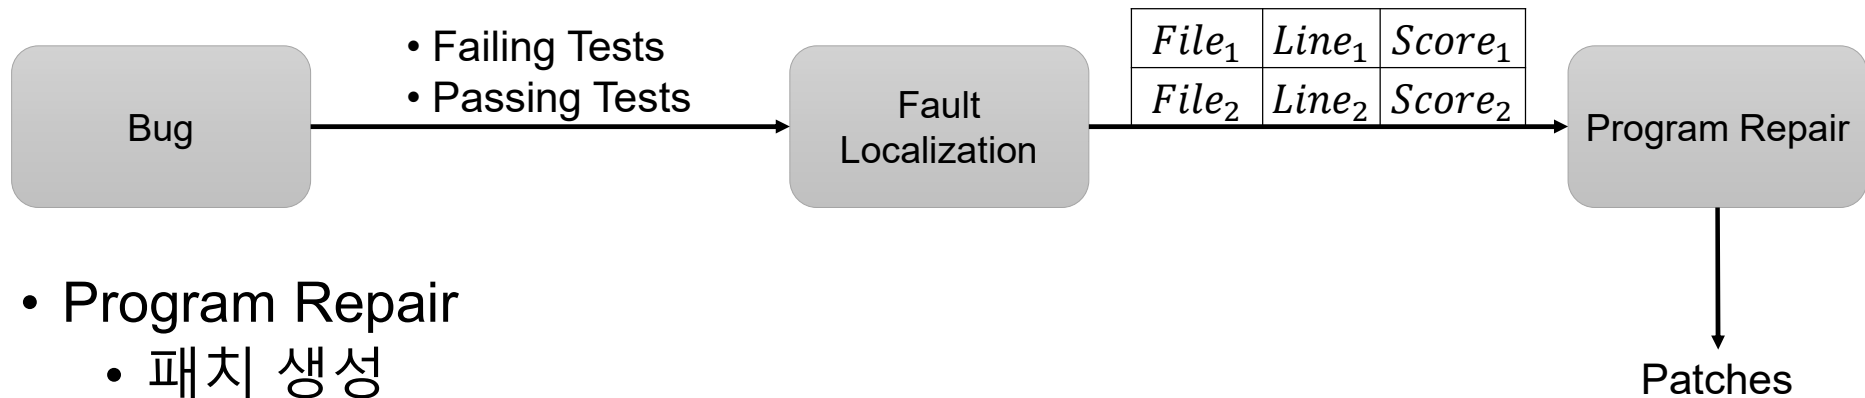 Bug
• Failing Tests
• Passing Tests
Fault
Localization
File₁ Line₁ Score₁
File₂ Line₂ Score₂
Program Repair
Patches
• Program Repair
• 패치 생성